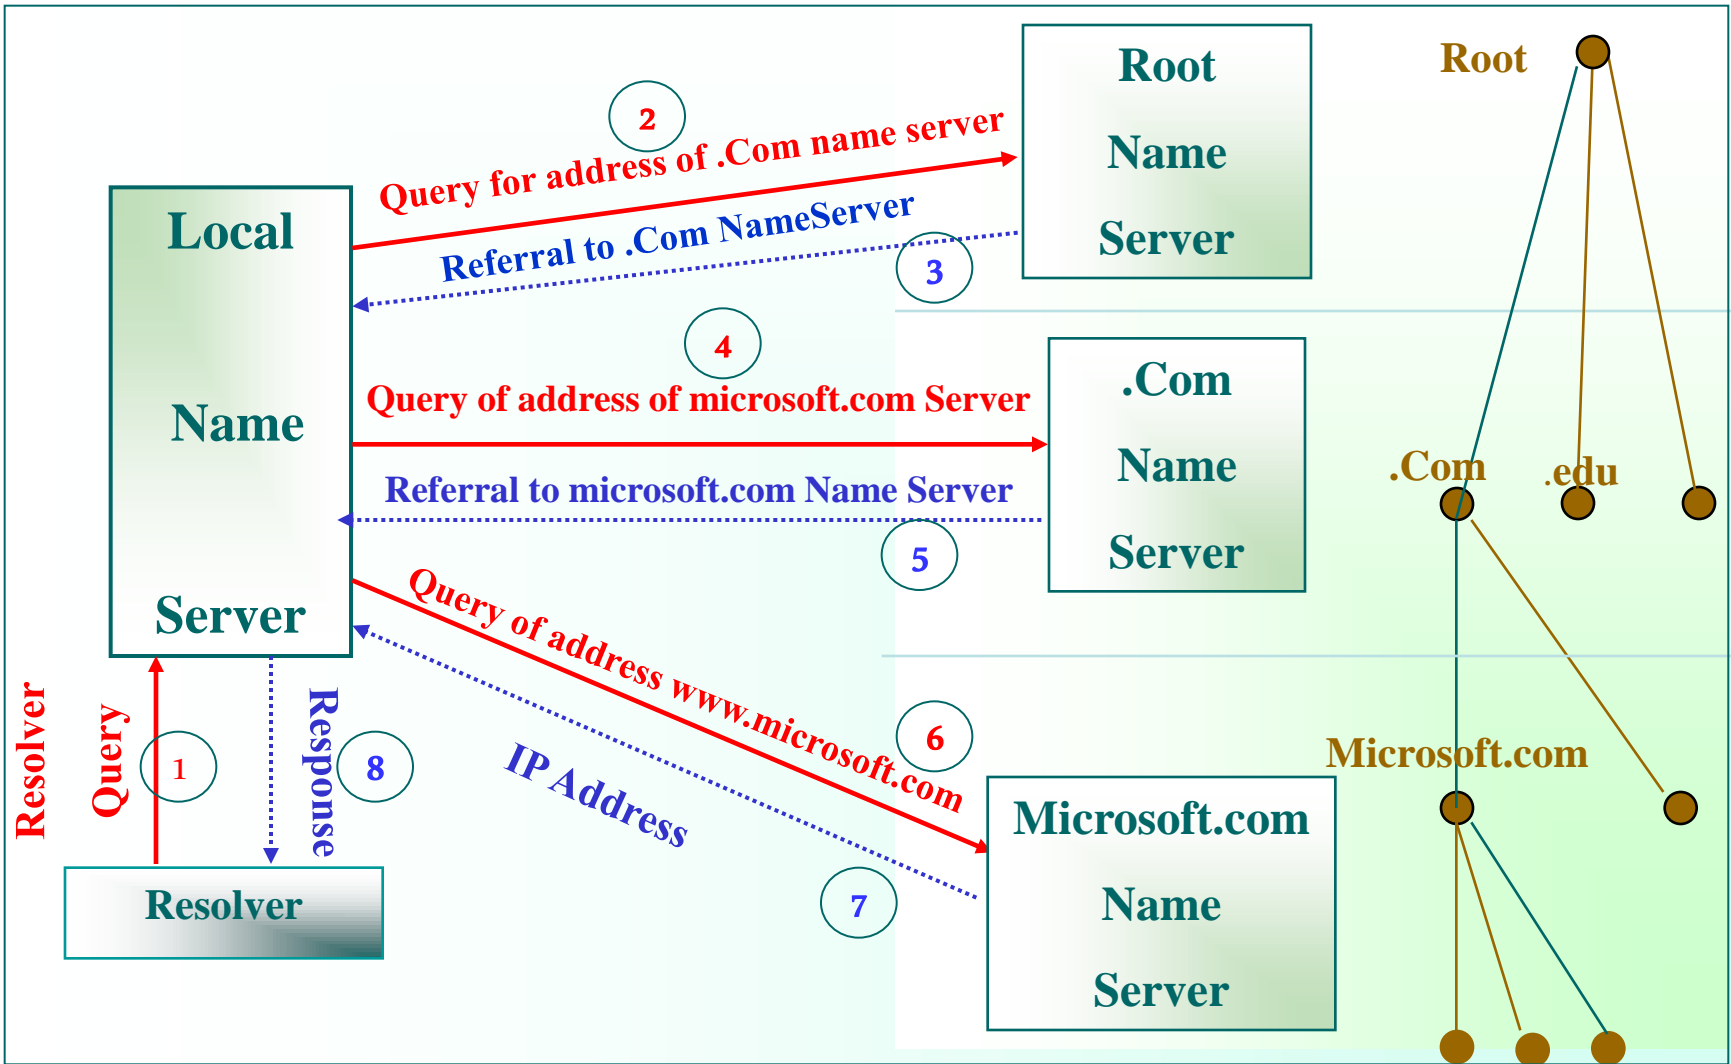 Root
Name
Server
Root
2
Query for address of .Com name server
Referral to .Com NameServer
3
Local
Name
Server
4
Query of address of microsoft.com Server
Referral to microsoft.com Name Server
5
.Com
Name
Server
.Com
.edu
Query of address www.microsoft.com
6
IP Address
7
Microsoft.com
Microsoft.com
Name
Server
Resolver
Query
1
Response
8
Resolver